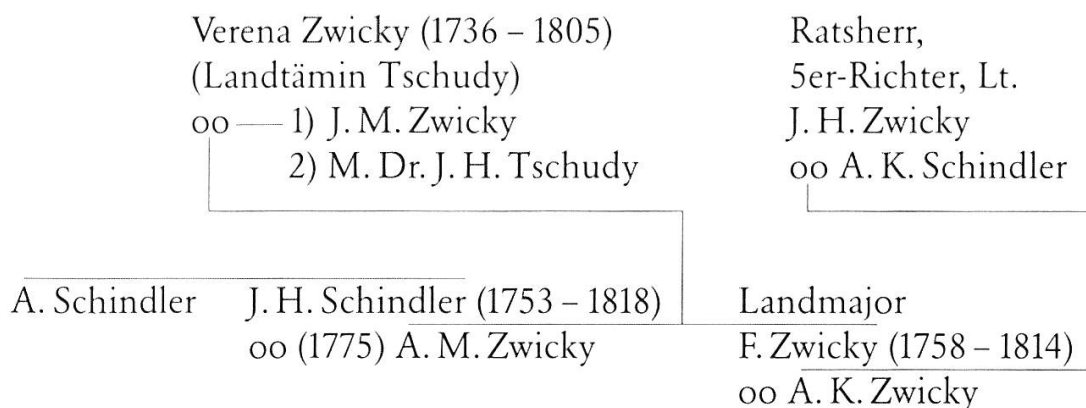 Verena Zwicky (1736 – 1805)
(Landtämin Tschudy)
oo — 1) J. M. Zwicky
2) M. Dr. J. H. Tschudy
Ratsherr,
5er-Richter, Lt.
J. H. Zwicky
oo A. K. Schindler
A. Schindler
J. H. Schindler (1753 – 1818)
oo (1775) A. M. Zwicky
Landmajor
F. Zwicky (1758 – 1814)
oo A. K. Zwicky